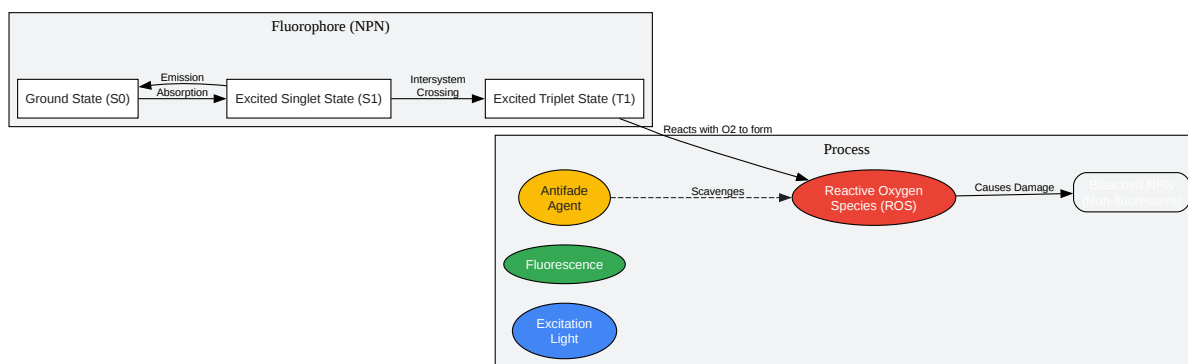 Fluorophore (NPN)
Ground State (S0)
Emission
Absorption
Excited Singlet State (S1)
Intersystem
Crossing
Excited Triplet State (T1)
Reacts with O2 to form
Process
Antifade
Agent
Scavenges
Reactive Oxygen
Species (ROS)
Causes Damage
Bleached NPN
(Non-fluorescent)
Fluorescence
Excitation
Light